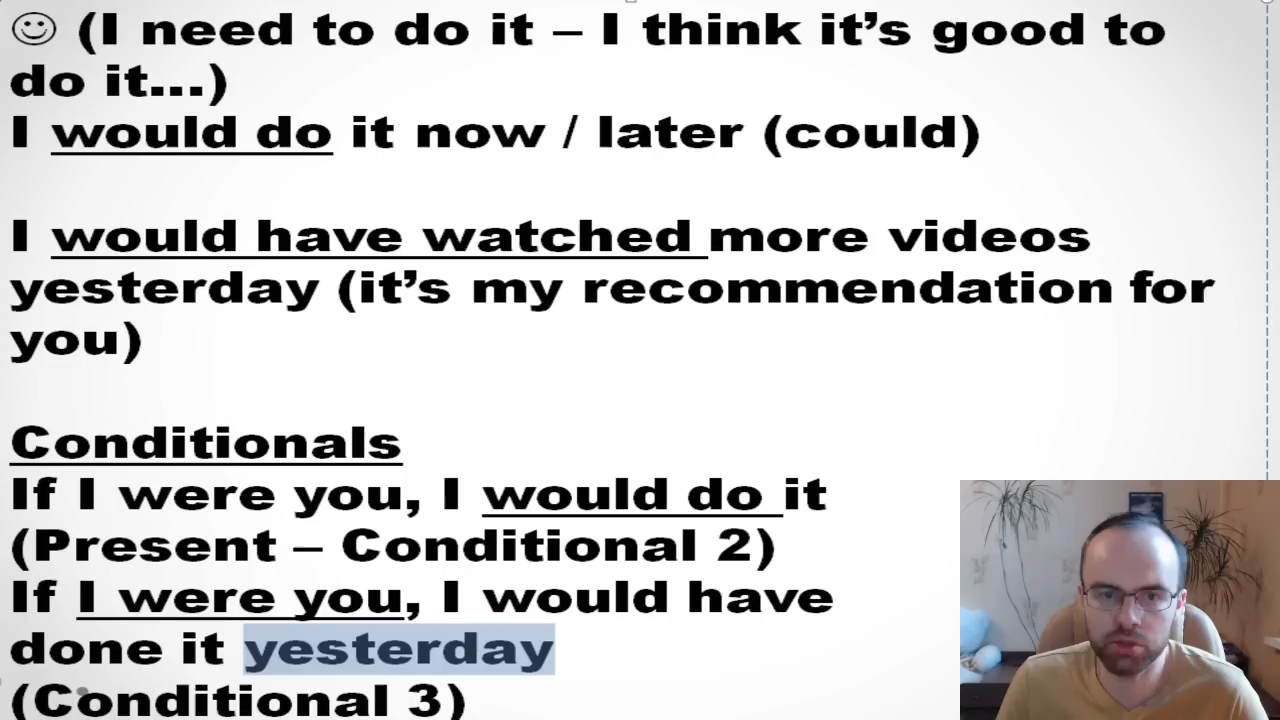 ☺ (I need to do it – I think it’s good to
do it...)
I would do it now / later (could)
I would have watched more videos
yesterday (it’s my recommendation for
you)
Conditionals
If I were you, I would do it
(Present – Conditional 2)
If I were you, I would have
done it yesterday
(Conditional 3)